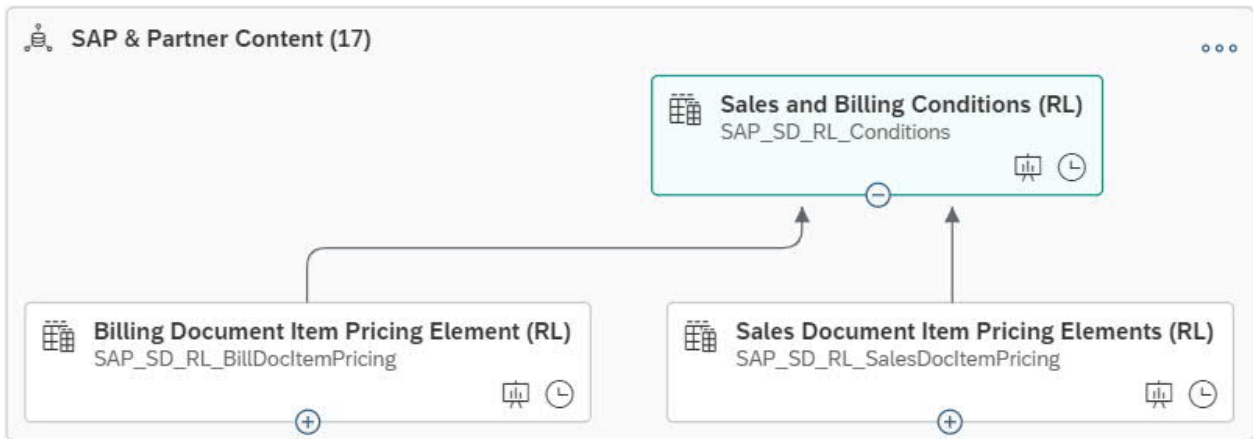 SAP & Partner Content (17)
Sales and Billing Conditions (RL)
SAP_SD_RL_Conditions
Billing Document Item Pricing Element (RL)
SAP_SD_RL_BillDocItemPricing
Sales Document Item Pricing Elements (RL)
SAP_SD_RL_SalesDocItemPricing